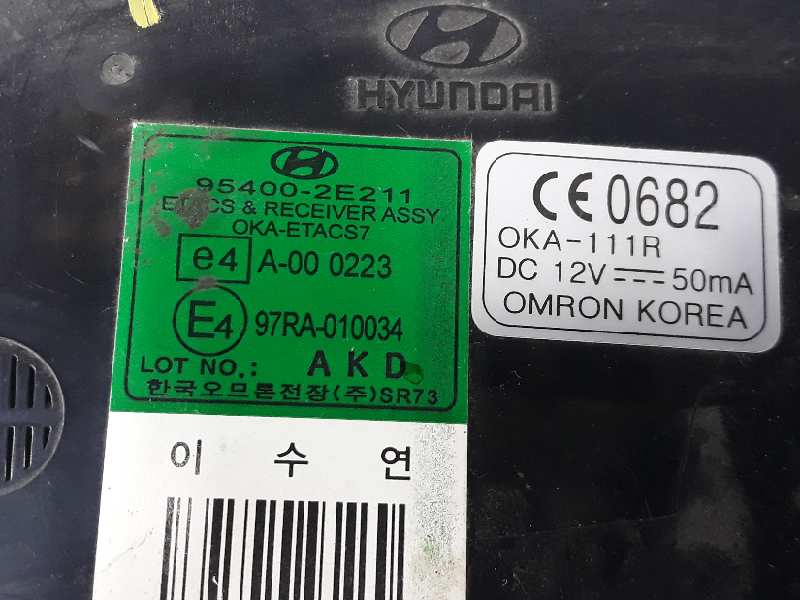 HYUNDAI
95400-2E211
ETACS & RECEIVER ASSY
OKA-ETACS7
e4 A-00 0223
E4 97RA-010034
LOT NO.: AKD
한국오므론전장(주)SR73
이 수 연
CE 0682
OKA-111R
DC 12V 50mA
OMRON KOREA